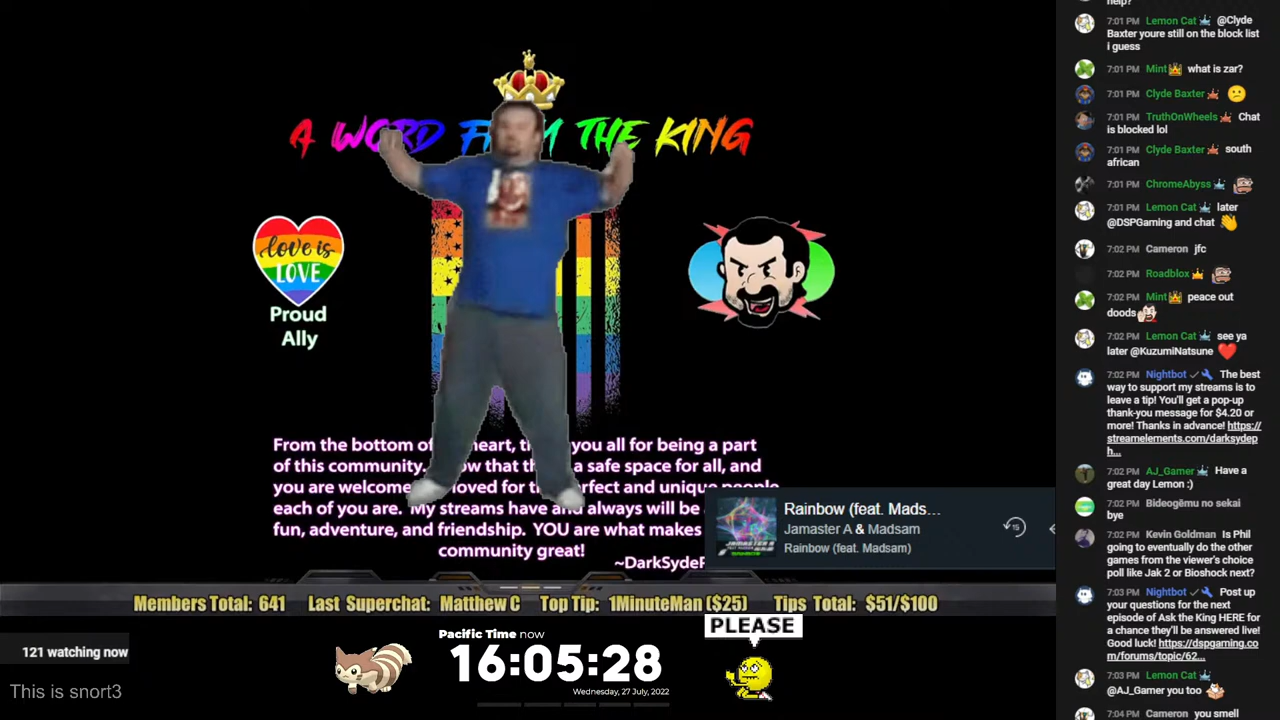 A WORD FROM THE KING
love is
LOVE
Proud
Ally
From the bottom of heart, you all for being a part
of this community. ow that a safe space for all, and
you are welcome loved for t erfect and unique people
each of you are. My streams have and always will be
fun, adventure, and friendship. YOU are what makes
community great!
~DarkSydeP
Rainbow (feat. Mads...
Jamaster A & Madsam
Rainbow (feat. Madsam)
15
Members Total: 641 Last Superchat: Matthew C Top Tip: 1MinuteMan ($25) Tips Total: $51/$100
121 watching now
This is snort3
Pacific Time now
16:05:28
Wednesday, 27 July, 2022
PLEASE
help?
7:01 PM Lemon Cat @Clyde
Baxter youre still on the block list
i guess
7:01 PM Mint what is zar?
7:01 PM Clyde Baxter
7:01 PM TruthOnWheels Chat
is blocked lol
7:01 PM Clyde Baxter south
african
7:01 PM ChromeAbyss
7:01 PM Lemon Cat later
@DSPGaming and chat
7:02 PM Cameron jfc
7:02 PM Roadblox
7:02 PM Mint peace out
doods
7:02 PM Lemon Cat see ya
later @KuzumiNatsune
7:02 PM Nightbot The best
way to support my streams is to
leave a tip! You'll get a pop-up
thank-you message for $4.20 or
more! Thanks in advance! https://
streamelements.com/darksydep
h...
7:02 PM AJ_Gamer Have a
great day Lemon :)
7:02 PM Bideogēmu no sekai
bye
7:02 PM Kevin Goldman Is Phil
going to eventually do the other
games from the viewer's choice
poll like Jak 2 or Bioshock next?
7:03 PM Nightbot Post up
your questions for the next
episode of Ask the King HERE for
a chance they'll be answered live!
Good luck! https://dspgaming.co
m/forums/topic/62...
7:03 PM Lemon Cat
@AJ_Gamer you too
7:04 PM Cameron you smell